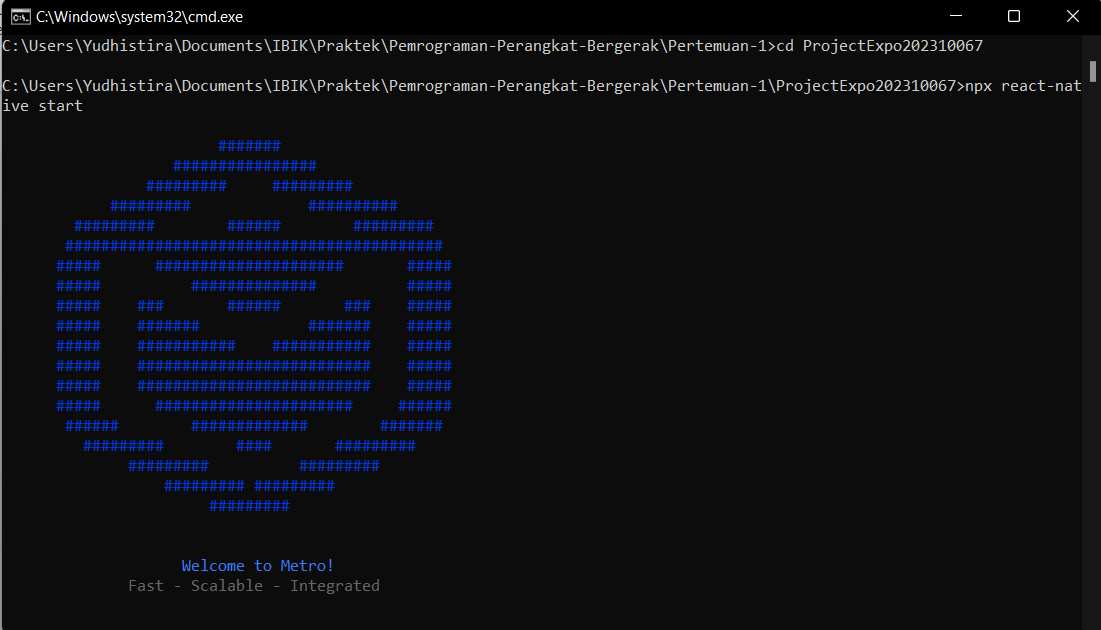 C:\Windows\system32\cmd.exe
C:\Users\Yudhistira\Documents\IBIK\Praktek\Pemrograman-Perangkat-Bergerak\Pertemuan-1>cd ProjectExpo202310067
C:\Users\Yudhistira\Documents\IBIK\Praktek\Pemrograman-Perangkat-Bergerak\Pertemuan-1\ProjectExpo202310067>npx react-nat
ive start
Welcome to Metro!
Fast - Scalable - Integrated